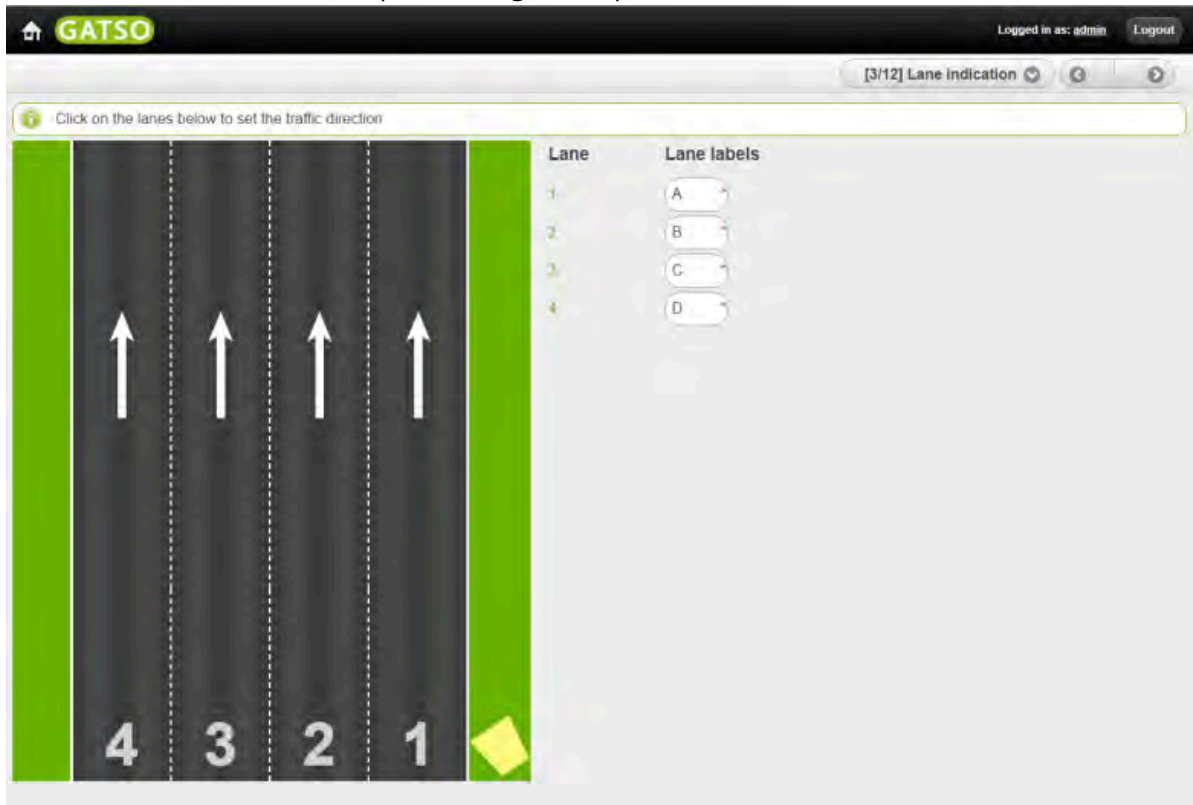 GATSO
Logged in as: admin Logout
[3/12] Lane indication
Click on the lanes below to set the traffic direction
Lane Lane labels
1 A
2 B
3 C
4 D
4 3 2 1